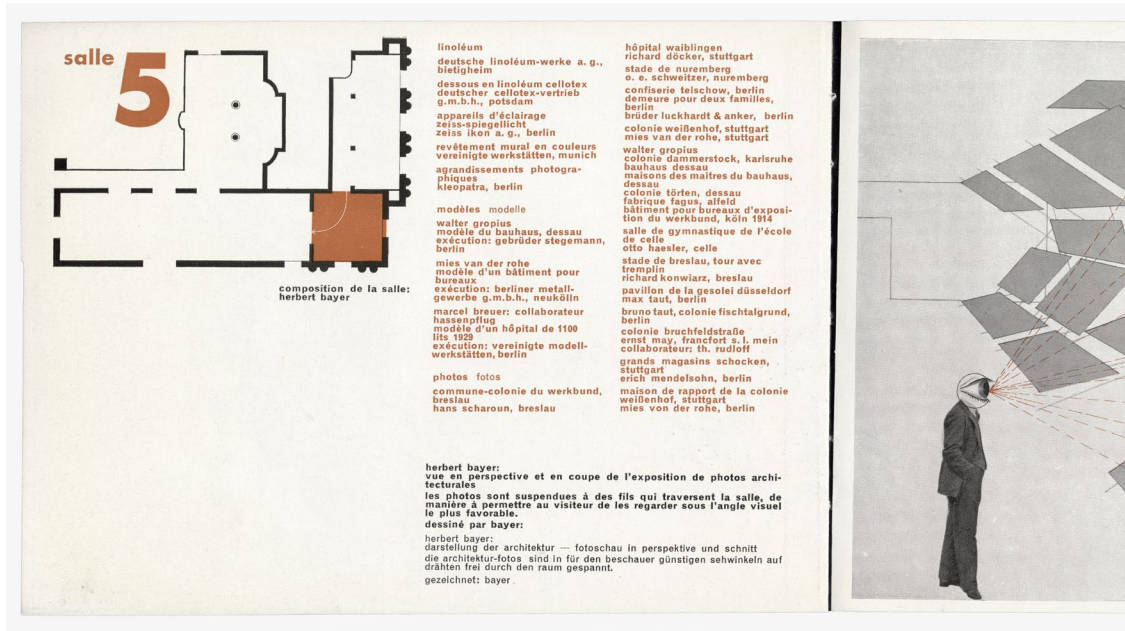 salle 5
composition de la salle:
herbert bayer
linoléum
deutsche linoléum-werke a. g.,
bietigheim
dessous en linoléum cellotex
deutscher cellotex-vertrieb
g.m.b.h., potsdam
appareils d'éclairage
zeiss-spiegellicht
zeiss ikon a. g., berlin
revêtement mural en couleurs
vereinigte werkstätten, munich
agrandissements photogra-
phiques
kleopatra, berlin
modèles modelle
walter gropius
modèle du bauhaus, dessau
exécution: gebrüder stegemann,
berlin
mies van der rohe
modèle d'un bâtiment pour
bureaux
exécution: berliner metall-
gewerbe g.m.b.h., neukölln
marcel breuer: collaborateur
hassenpflug
modèle d'un hôpital de 1100
lits 1929
exécution: vereinigte modell-
werkstätten, berlin
photos fotos
commune-colonie du werkbund,
breslau
hans scharoun, breslau
hôpital waiblingen
richard döcker, stuttgart
stade de nuremberg
o. e. schweitzer, nuremberg
confiserie telschow, berlin
demeure pour deux familles,
berlin
brüder luckhardt & anker, berlin
colonie weißenhof, stuttgart
mies van der rohe, stuttgart
walter gropius
colonie dammerstock, karlsruhe
bauhaus dessau
maisons des maitres du bauhaus,
dessau
colonie törten, dessau
fabrique fagus, alfeld
bâtiment pour bureaux d'exposi-
tion du werkbund, köln 1914
salle de gymnastique de l'école
de celle
otto haesler, celle
stade de breslau, tour avec
tremplin
richard konwiarz, breslau
pavillon de la gesolei düsseldorf
max taut, berlin
bruno taut, colonie fischtalgrund,
berlin
colonie bruchfeldstraße
ernst may, francfort s. l. mein
collaborateur: th. rudloff
grands magasins schocken,
stuttgart
erich mendelsohn, berlin
maison de rapport de la colonie
weißenhof, stuttgart
mies von der rohe, berlin
herbert bayer:
vue en perspective et en coupe de l'exposition de photos archi-
tecturales
les photos sont suspendues à des fils qui traversent la salle, de
manière à permettre au visiteur de les regarder sous l'angle visuel
le plus favorable.
dessiné par bayer:
herbert bayer:
darstellung der architektur — fotoschau in perspektive und schnitt
die architektur-fotos sind in für den beschauer günstigen sehwinkeln auf
drähten frei durch den raum gespannt.
gezeichnet: bayer